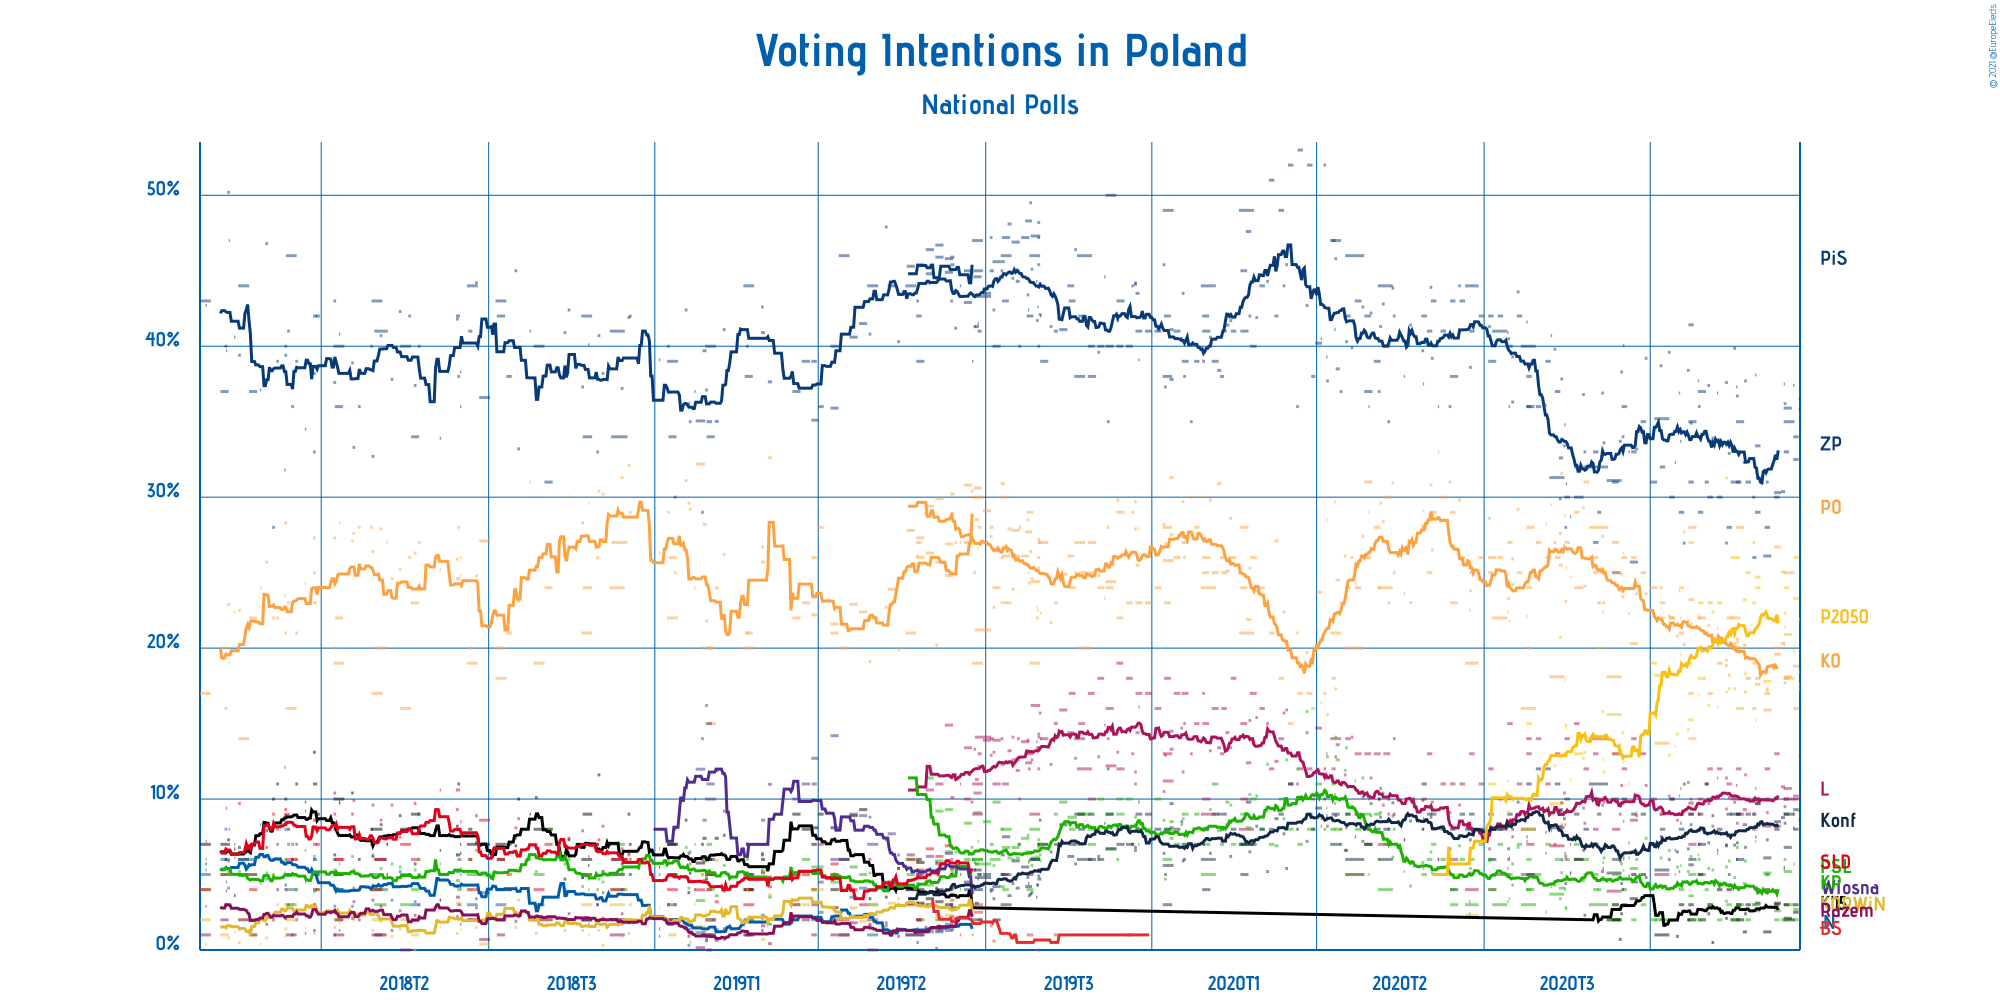 © 2021 @EuropeElects
Voting Intentions in Poland
National Polls
50%
40%
30%
20%
10%
0%
PiS
ZP
PO
P2050
KO
L
Konf
SLD
PSL
Wiosna
KORWiN
Razem
BS
2018T2
2018T3
2019T1
2019T2
2019T3
2020T1
2020T2
2020T3